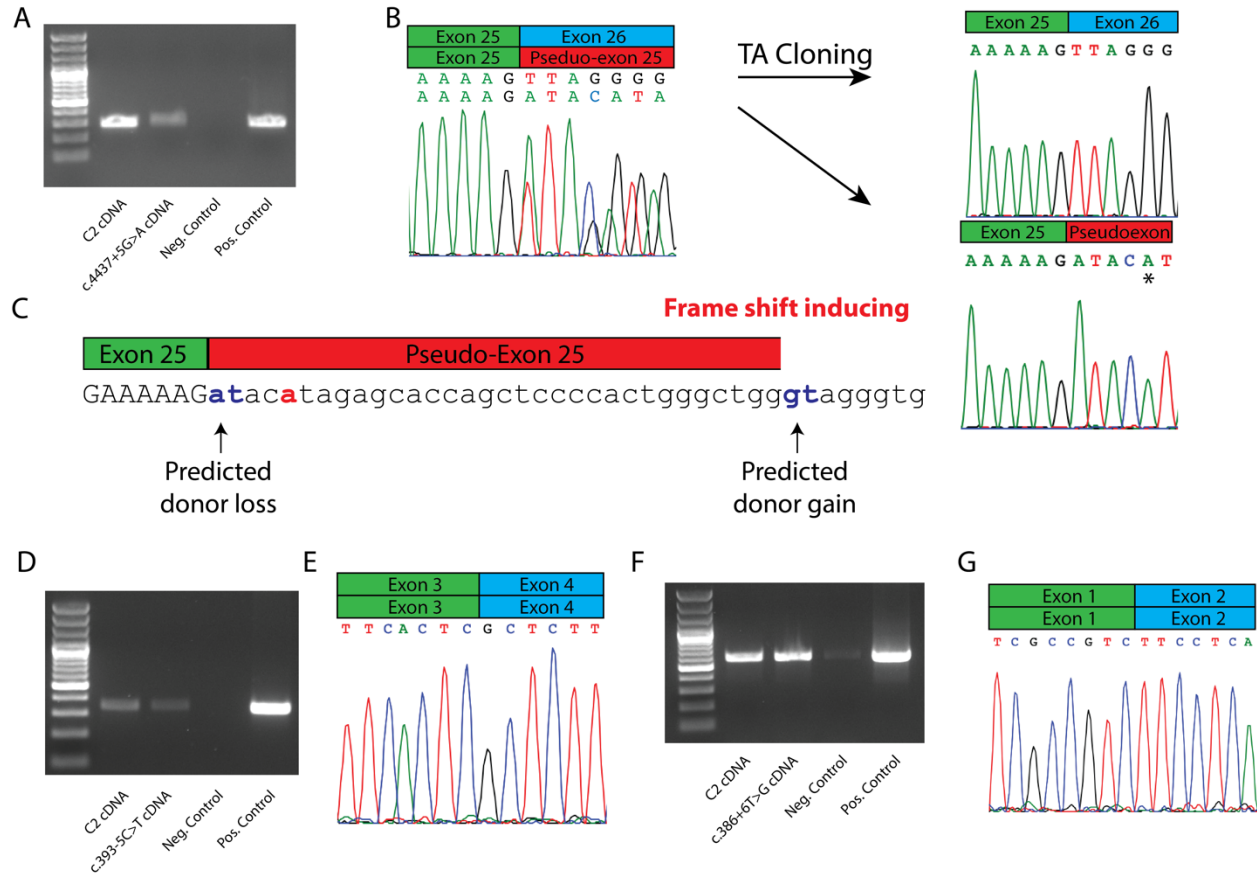 A
C2 cDNA
c.4437+5G>A cDNA
Neg. Control
Pos. Control
B
Exon 25 Exon 26
Exon 25 Pseduo-exon 25
A A A A G T T A G G G G
A A A A G A T A C A T A
TA Cloning
Exon 25 Exon 26
A A A A A G T T A G G G
Exon 25 Pseudoexon
A A A A A G A T A C A T
*
C
Frame shift inducing
Exon 25 Pseudo-Exon 25
GAAAAAGatacatagagcaccagctccccactgggctgggtagggtg
Predicted
donor loss
Predicted
donor gain
D
C2 cDNA
c.393-5C>T cDNA
Neg. Control
Pos. Control
E
Exon 3 Exon 4
Exon 3 Exon 4
T T C A C T C G C T C T T
F
C2 cDNA
c.386+6T>G cDNA
Neg. Control
Pos. Control
G
Exon 1 Exon 2
Exon 1 Exon 2
T C G C C G T C T T C C T C A